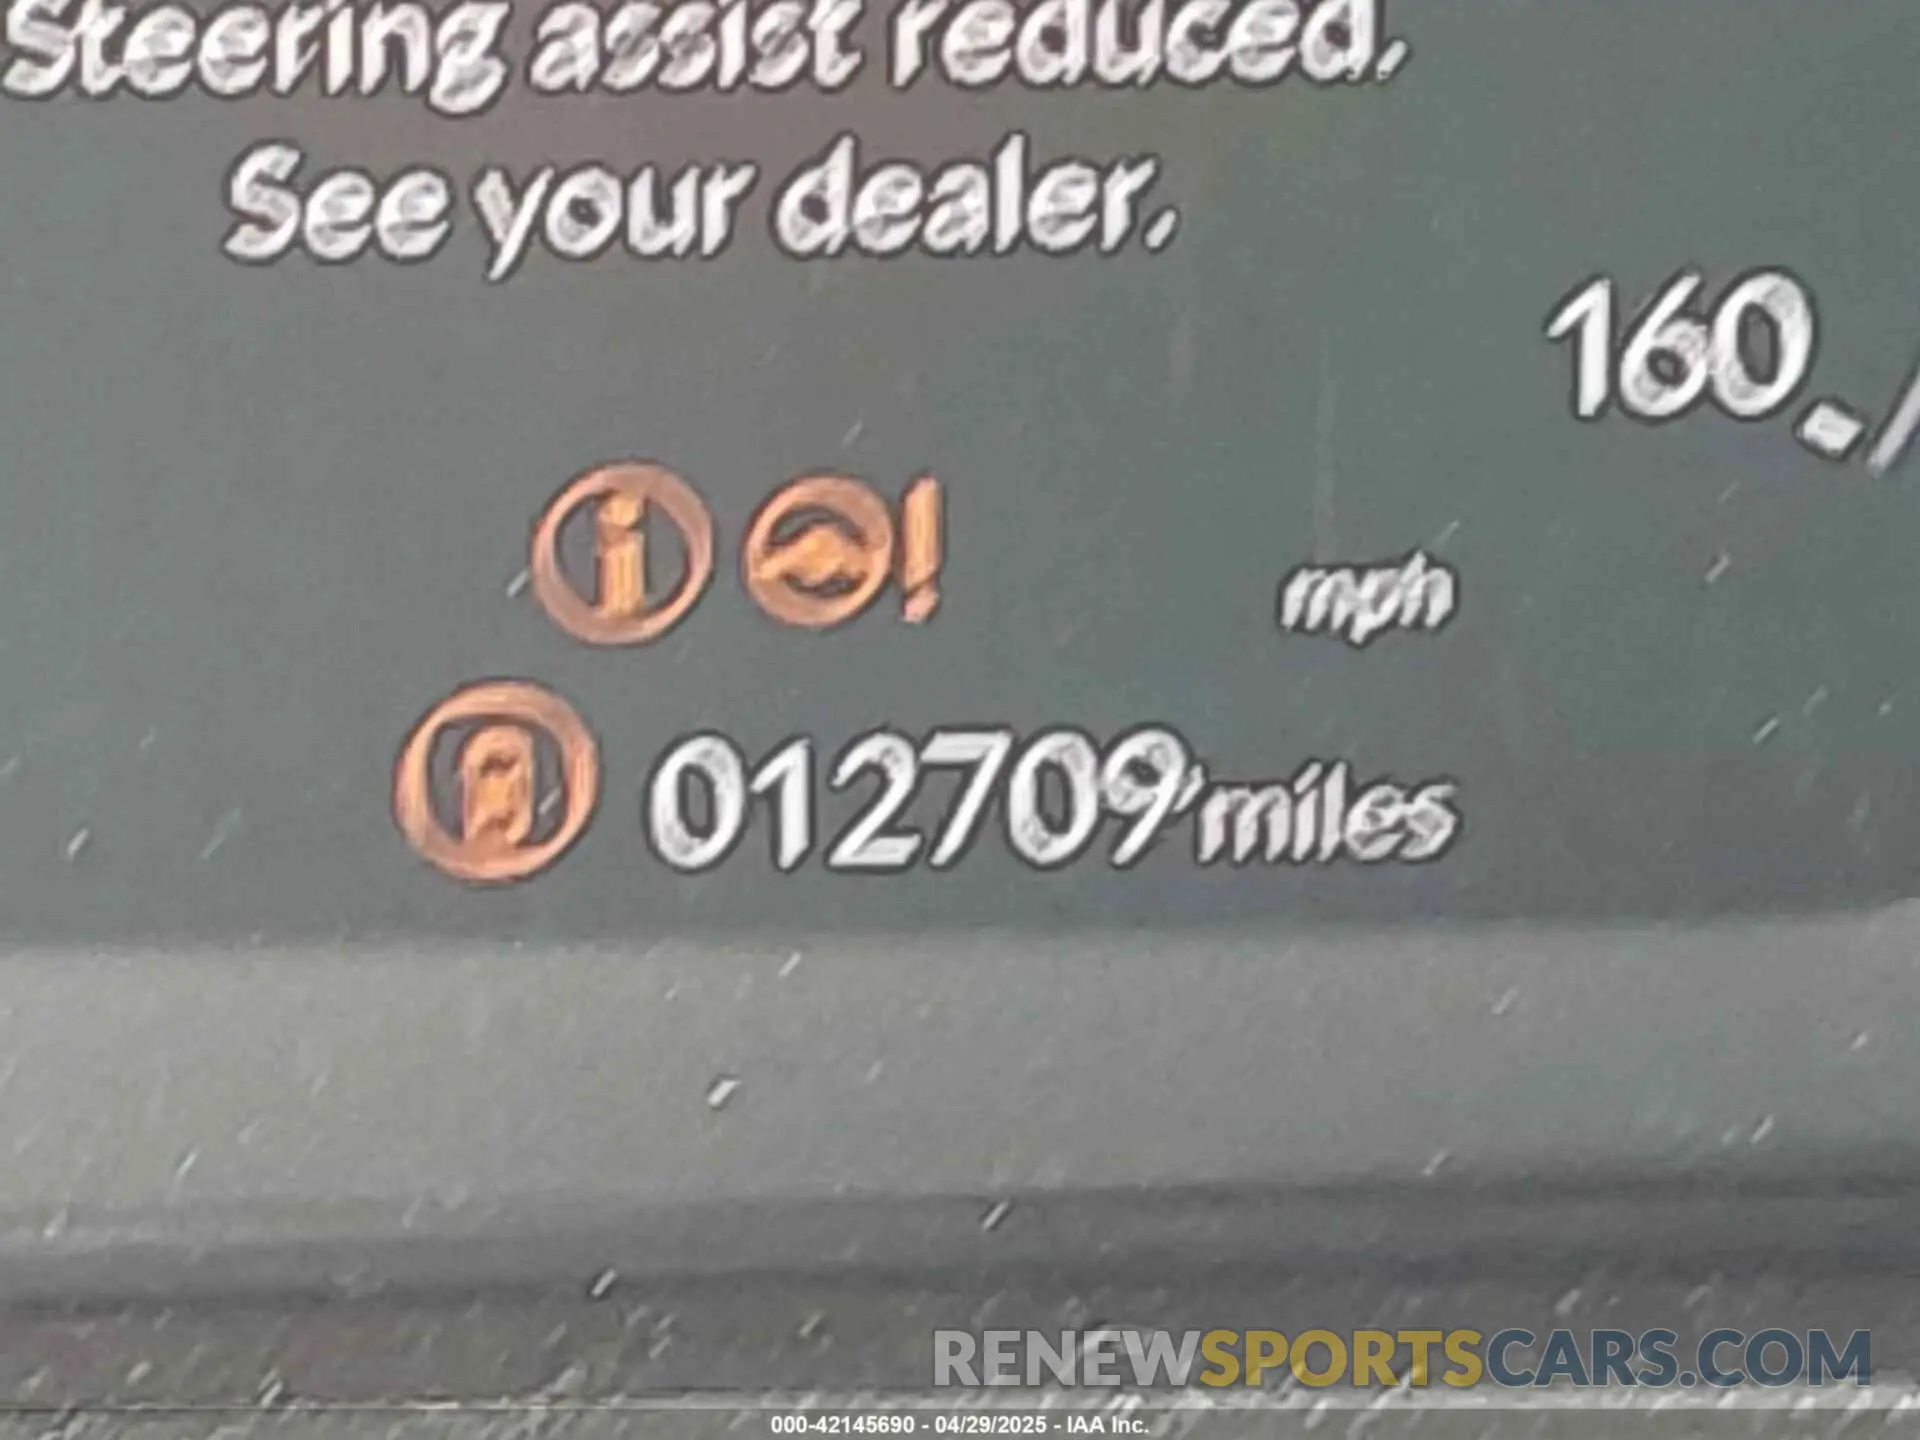 Steering assist reduced.
See your dealer.
160
mph
012709 miles
RENEWSPORTSCARS.COM
000-42145690 - 04/29/2025 - IAA Inc.